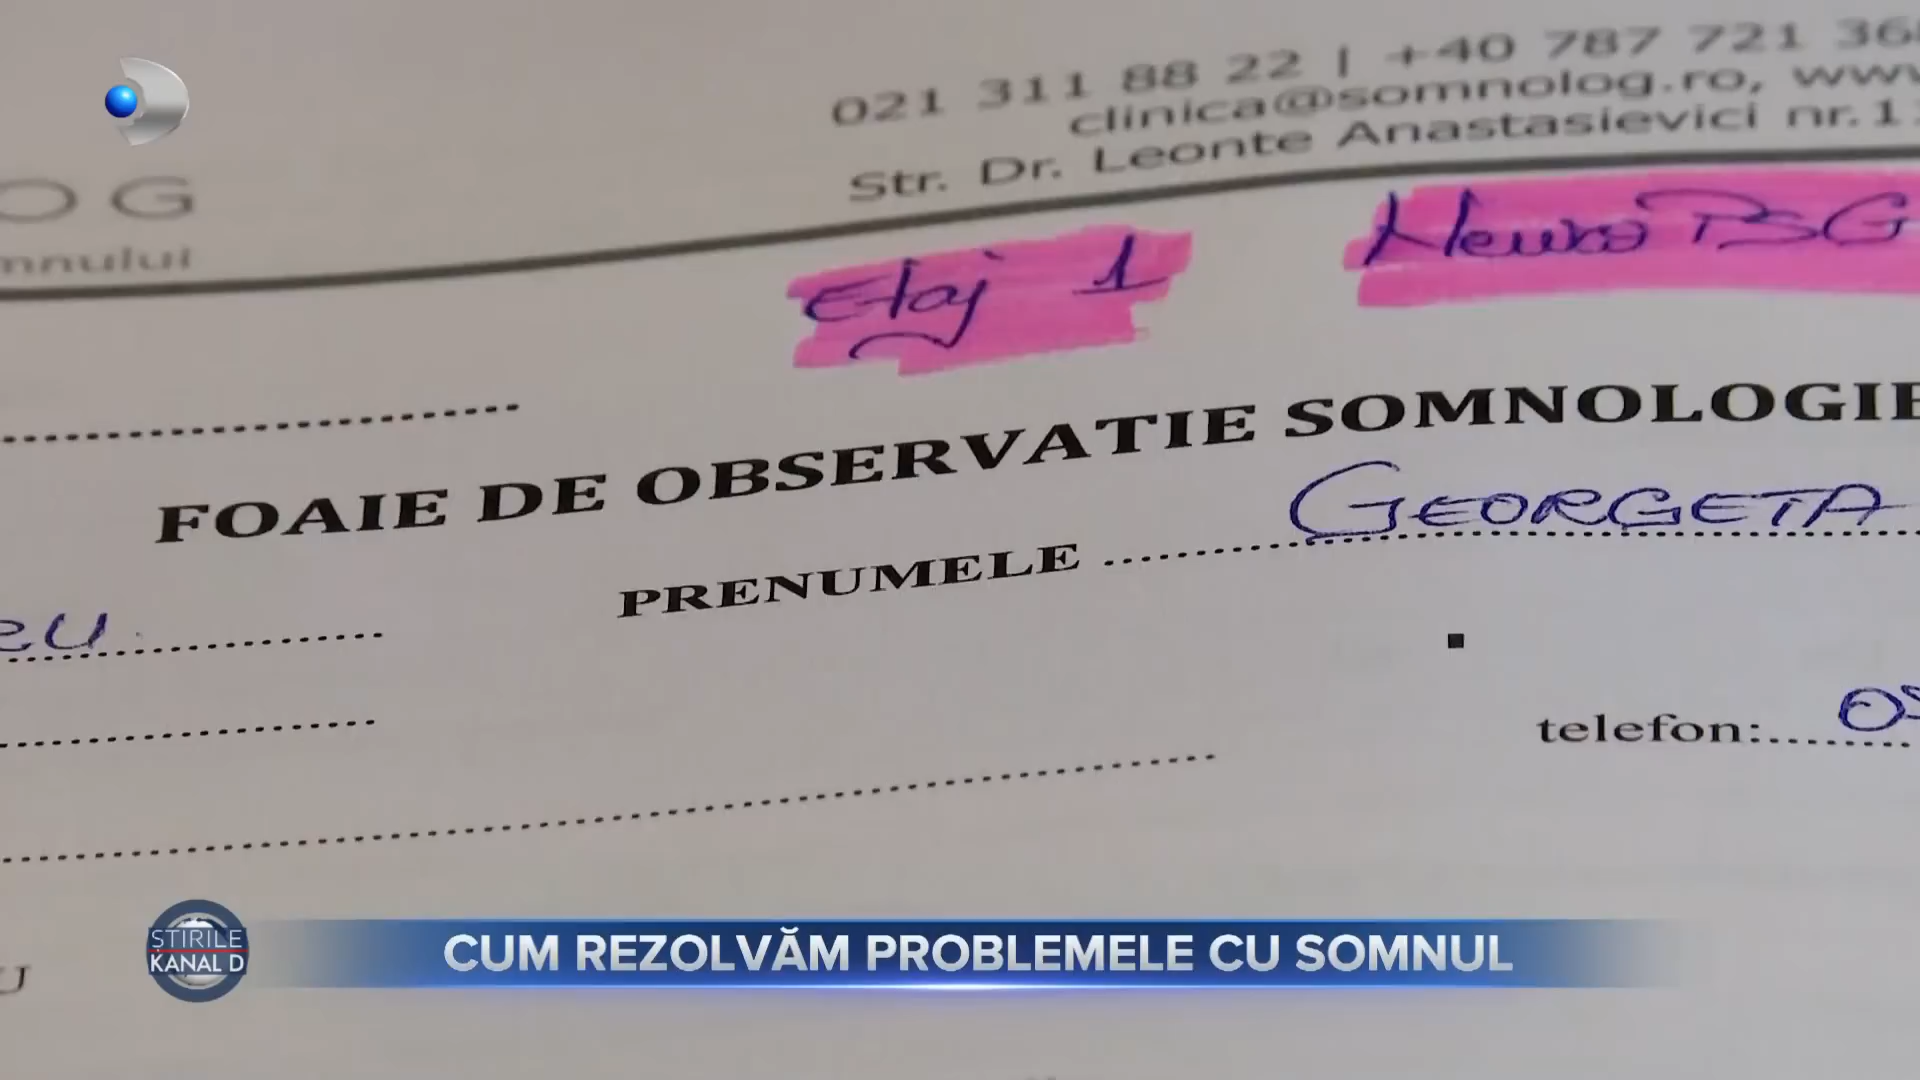 021 311 88 22 | +40 787 721 36
clinica@somnolog.ro, www
Str. Dr. Leonte Anastasievici nr.1
OG
mnului
Etaj 1
Neuro PSG
FOAIE DE OBSERVATIE SOMNOLOGIE
PRENUMELE GEORGETA
eu
telefon: 0
ȘTIRILE
KANAL D
CUM REZOLVĂM PROBLEMELE CU SOMNUL
U